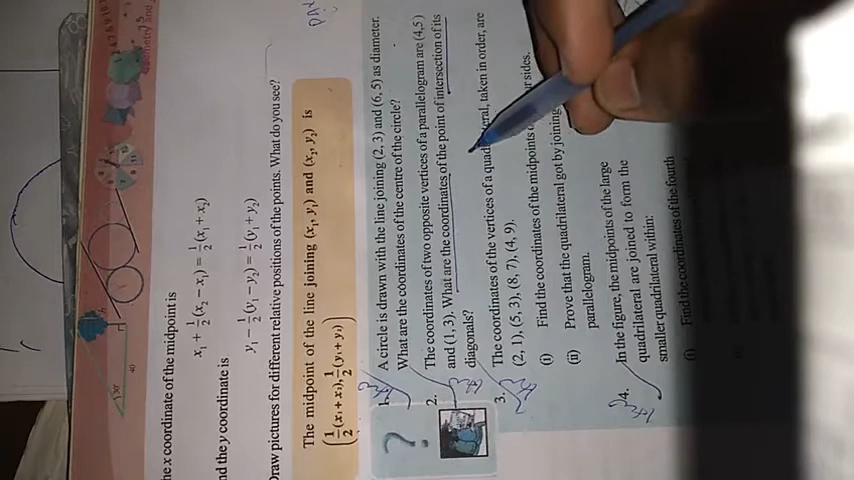 he x coordinate of the midpoint is
x₁ + 1/2(x₂ − x₁) = 1/2(x₁ + x₂)
nd the y coordinate is
y₁ − 1/2(y₁ − y₂) = 1/2(y₁ + y₂)
Draw pictures for different relative positions of the points. What do you see?
The midpoint of the line joining (x₁, y₁) and (x₂, y₂) is
(1/2(x₁ + x₂), 1/2(y₁ + y₂))
1. A circle is drawn with the line joining (2, 3) and (6, 5) as diameter.
What are the coordinates of the centre of the circle?
2. The coordinates of two opposite vertices of a parallelogram are (4,5)
and (1, 3). What are the coordinates of the point of intersection of its
diagonals?
3. The coordinates of the vertices of a quad eral, taken in order, are
(2, 1), (5, 3), (8, 7), (4, 9).
(i) Find the coordinates of the midpoints sides.
(ii) Prove that the quadrilateral got by joining
parallelogram.
4. In the figure, the midpoints of the large
quadrilateral are joined to form the
smaller quadrilateral within:
(i) Find the coordinates of the fourth